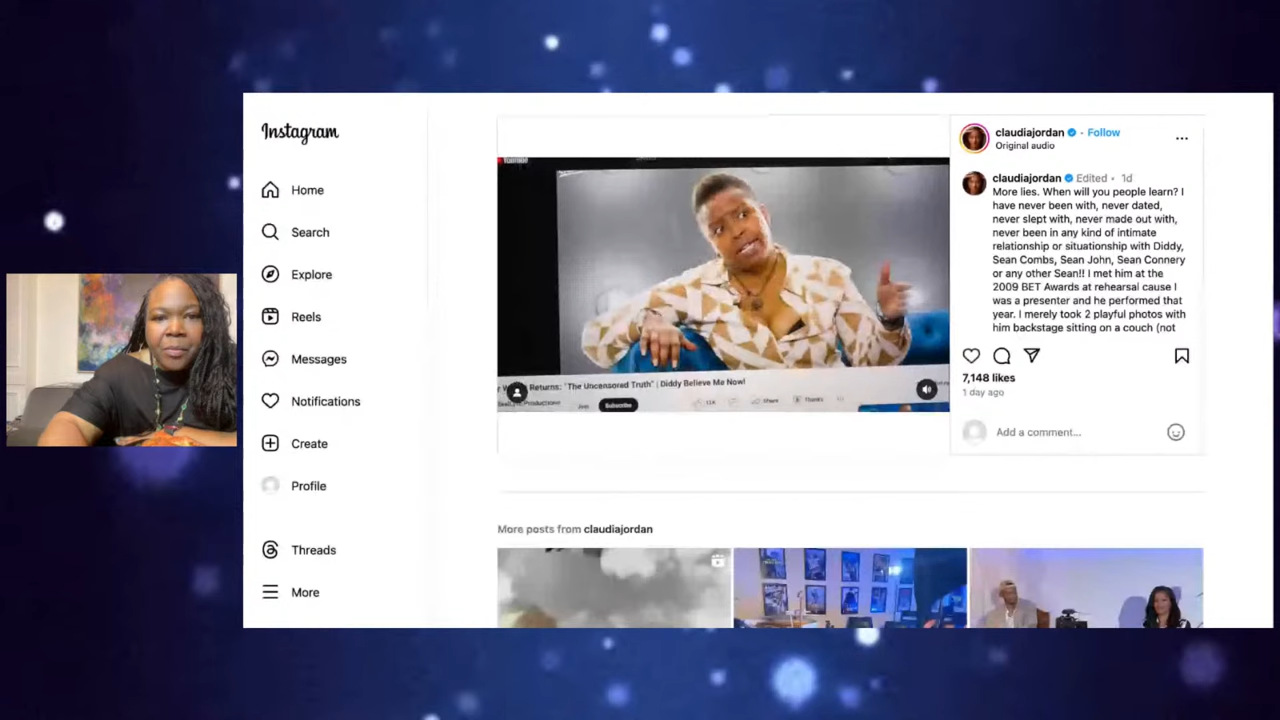 Instagram
Home
Search
Explore
Reels
Messages
Notifications
Create
Profile
Threads
More
YouTube
Returns: "The Uncensored Truth" | Diddy Believe Me Now!
Join
Subscribe
11K
Share
Thanks
claudiajordan · Follow
Original audio
···
claudiajordan Edited · 1d
More lies. When will you people learn? I
have never been with, never dated,
never slept with, never made out with,
never been in any kind of intimate
relationship or situationship with Diddy,
Sean Combs, Sean John, Sean Connery
or any other Sean!! I met him at the
2009 BET Awards at rehearsal cause I
was a presenter and he performed that
year. I merely took 2 playful photos with
him backstage sitting on a couch (not
7,148 likes
1 day ago
Add a comment...
More posts from claudiajordan